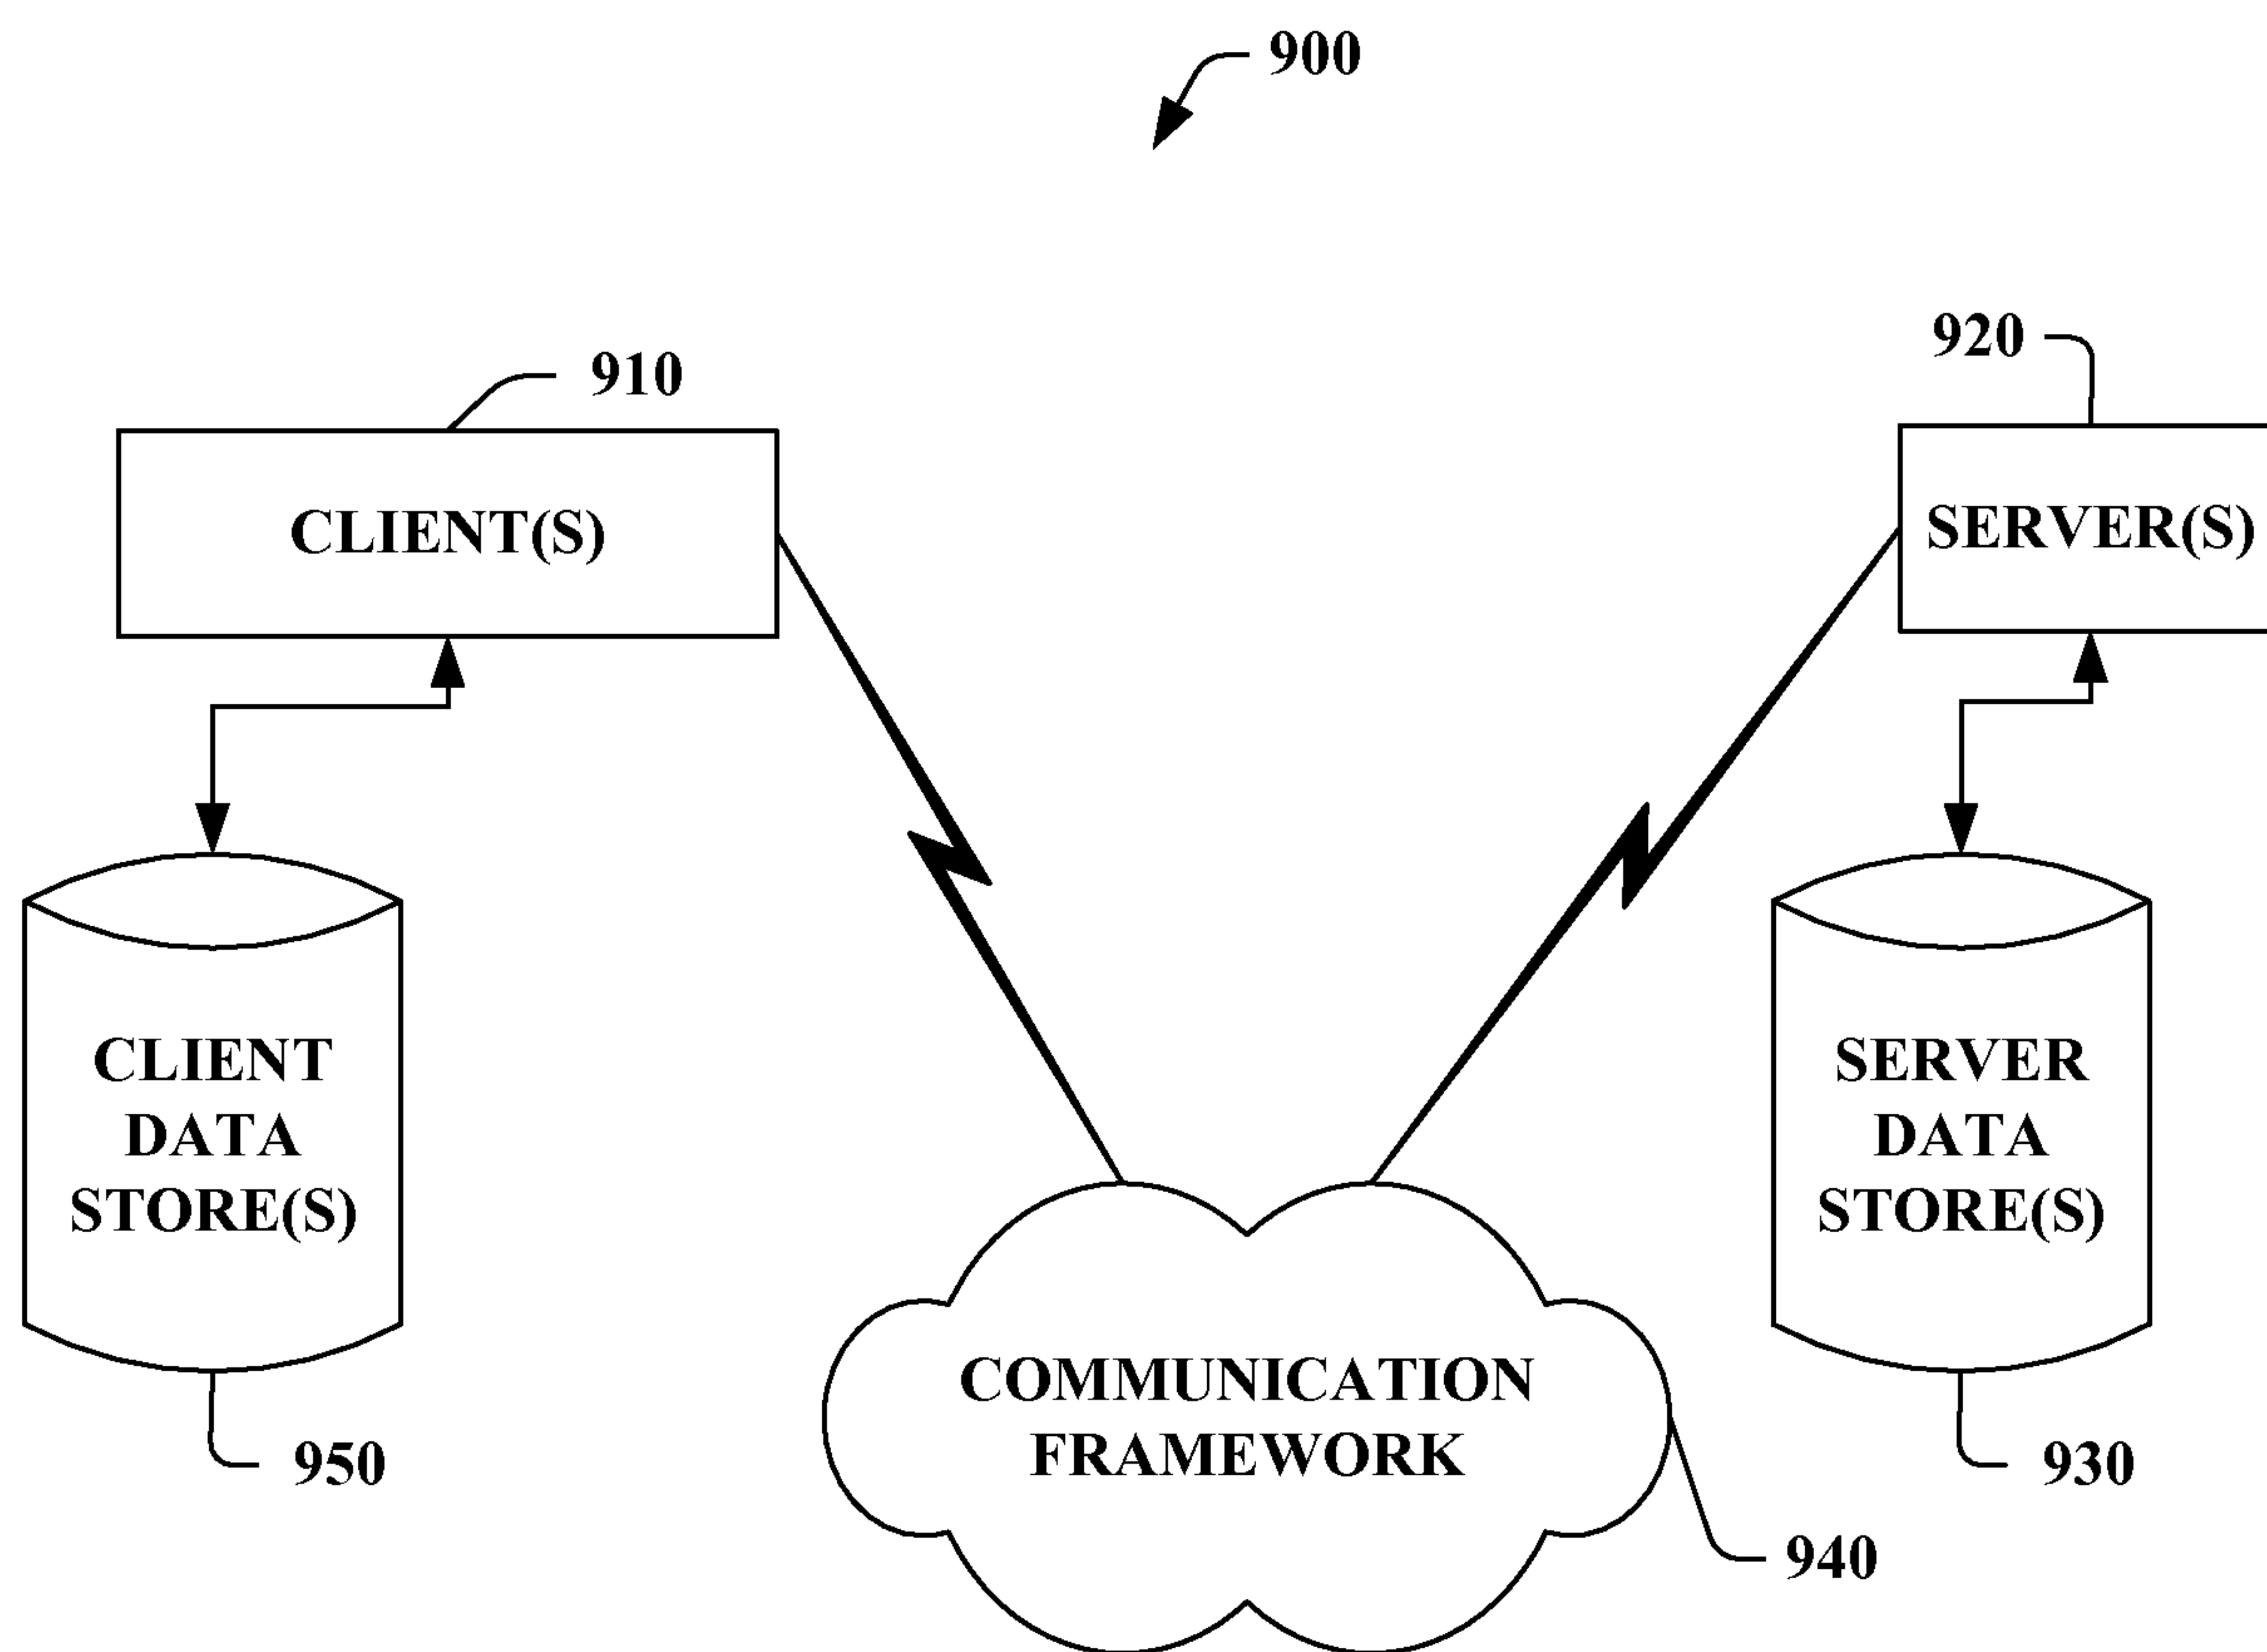 900
920
910
CLIENT(S)
SERVER(S)
CLIENT
DATA
STORE(S)
SERVER
DATA
STORE(S)
COMMUNICATION
FRAMEWORK
950
930
940